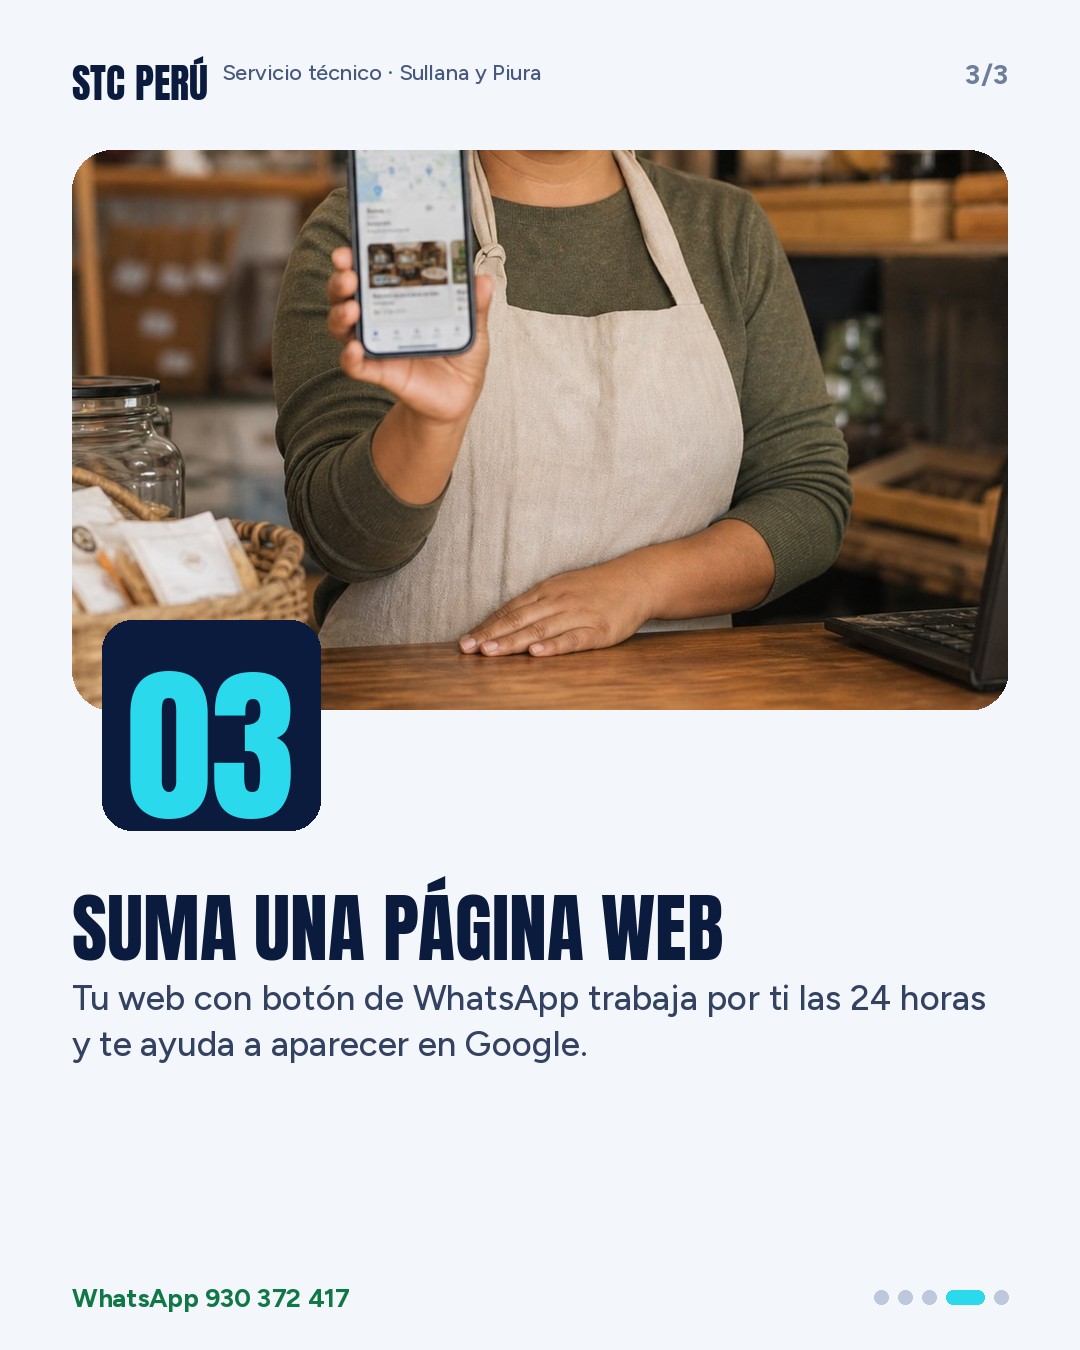 STC PERÚ Servicio técnico · Sullana y Piura
3/3
03
SUMA UNA PÁGINA WEB
Tu web con botón de WhatsApp trabaja por ti las 24 horas
y te ayuda a aparecer en Google.
WhatsApp 930 372 417